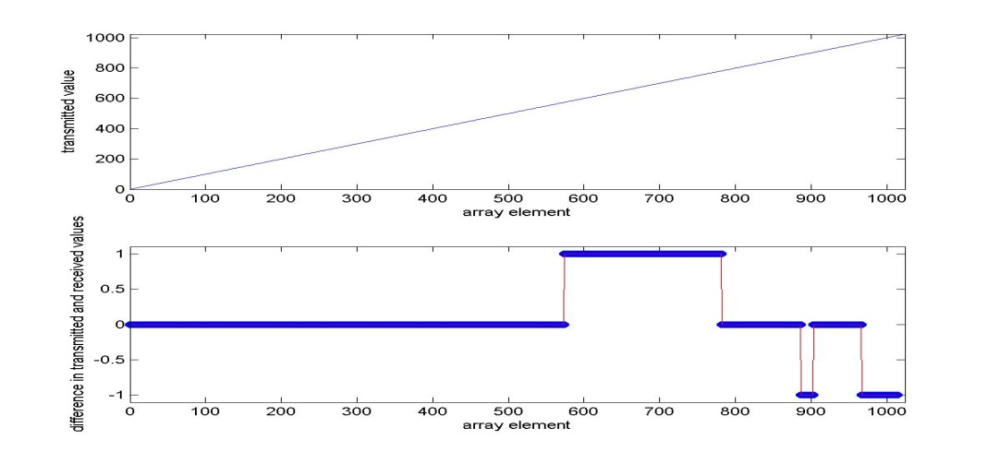 1000
800
600
400
200
0
transmitted value
0 100 200 300 400 500 600 700 800 900 1000
array element
1
0.5
0
-0.5
-1
difference in transmitted and received values
0 100 200 300 400 500 600 700 800 900 1000
array element